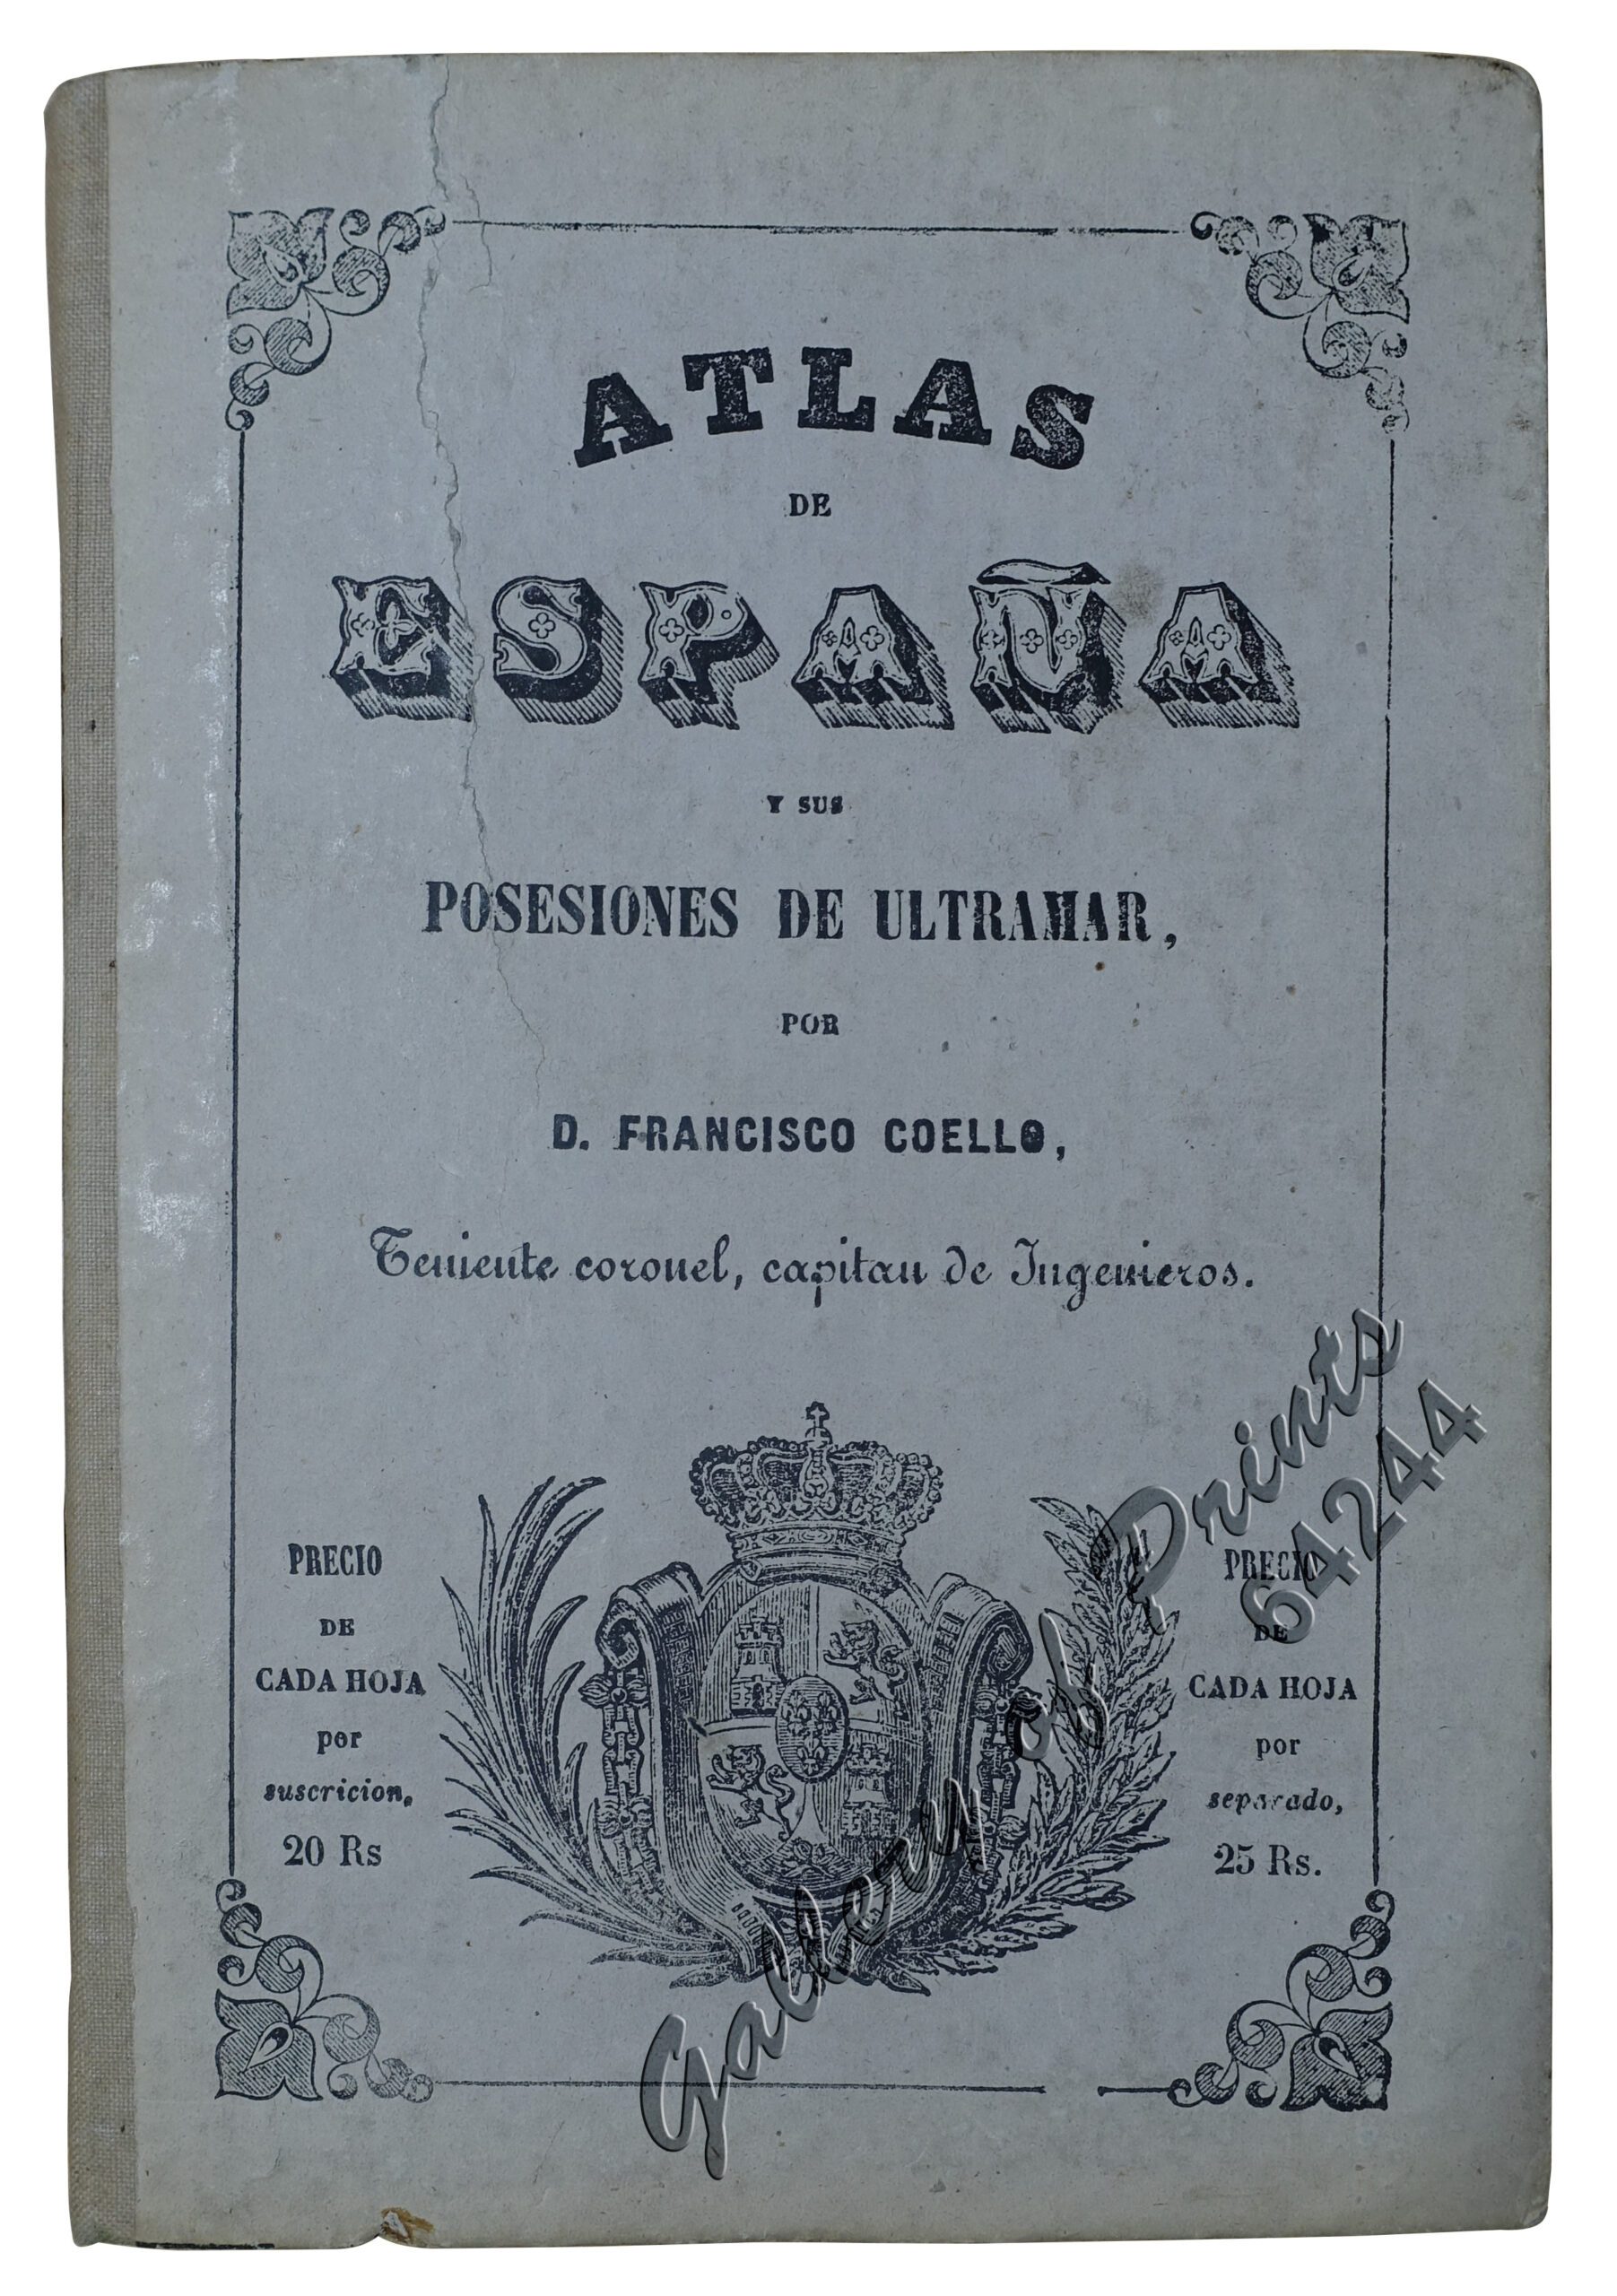 ATLAS
DE
ESPAÑA
Y SUS
POSESIONES DE ULTRAMAR,
POR
D. FRANCISCO COELLO,
Teniente coronel, capitan de Ingenieros.
PRECIO
DE
CADA HOJA
por
suscricion,
20 Rs
PRECIO
DE
CADA HOJA
por
separado,
25 Rs.
Gallery of Prints
64244